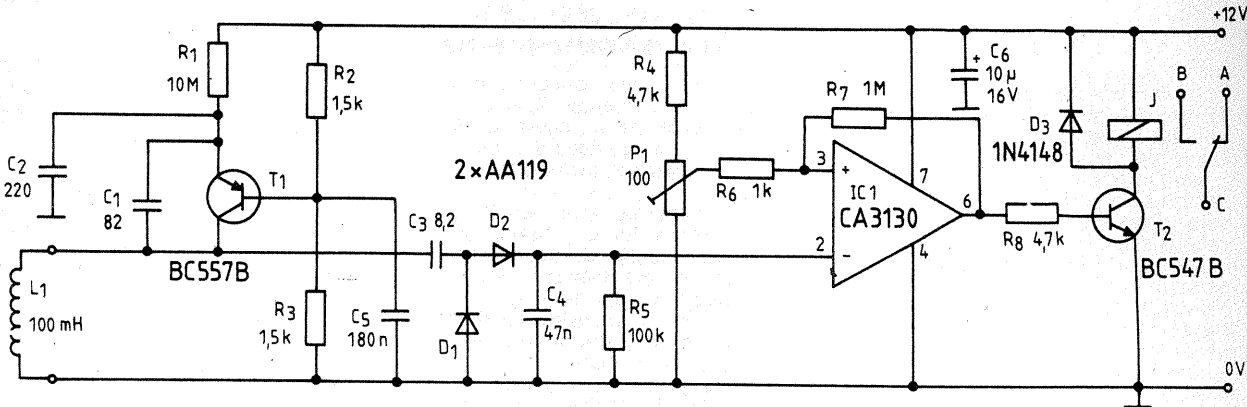 +12V
R1
10M
R2
1,5k
R4
4,7k
R7 1M
+ C6
10µ
16V
B
A
J
D3
1N4148
C2
220
C1
82
T1
2×AA119
P1
100
R6 1k
3
+
7
IC1
CA3130
6
C3 8,2
D2
2
-
4
R8 4,7k
T2
C
BC557B
BC547B
L1
100 mH
R3
1,5k
C5
180n
D1
C4
47n
R5
100k
0V